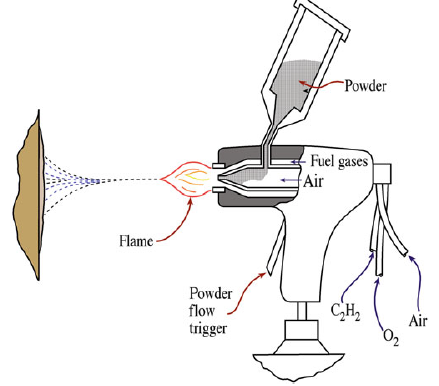 Powder
Fuel gases
Air
Flame
Powder
flow
trigger
C₂H₂
O₂
Air